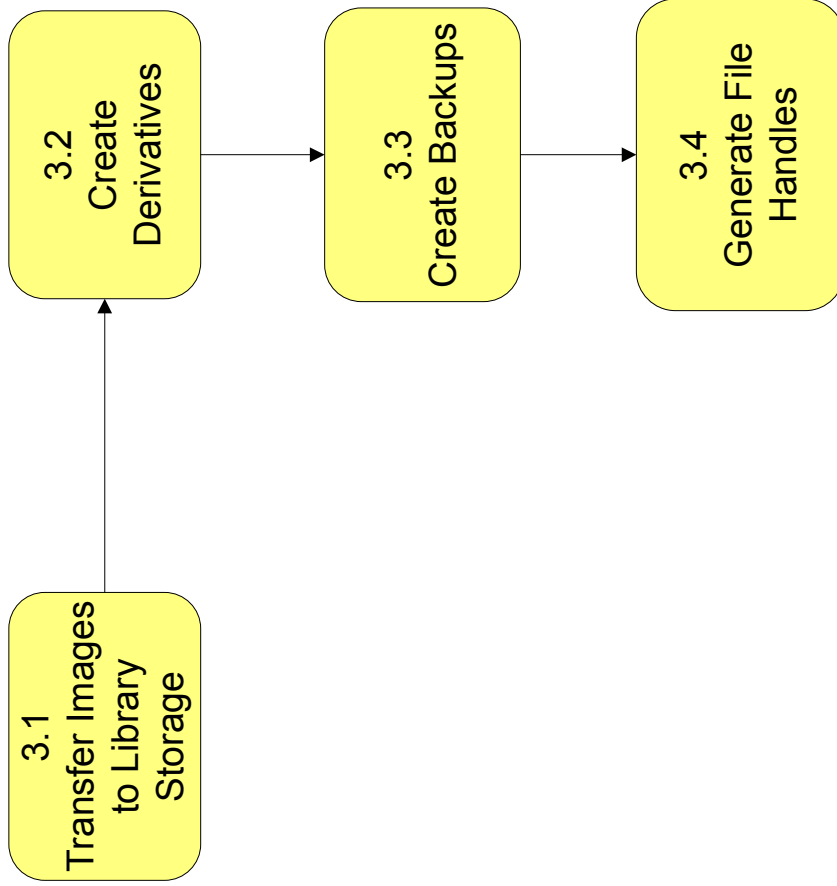 3.1
Transfer Images
to Library
Storage
3.2
Create
Derivatives
3.3
Create Backups
3.4
Generate File
Handles